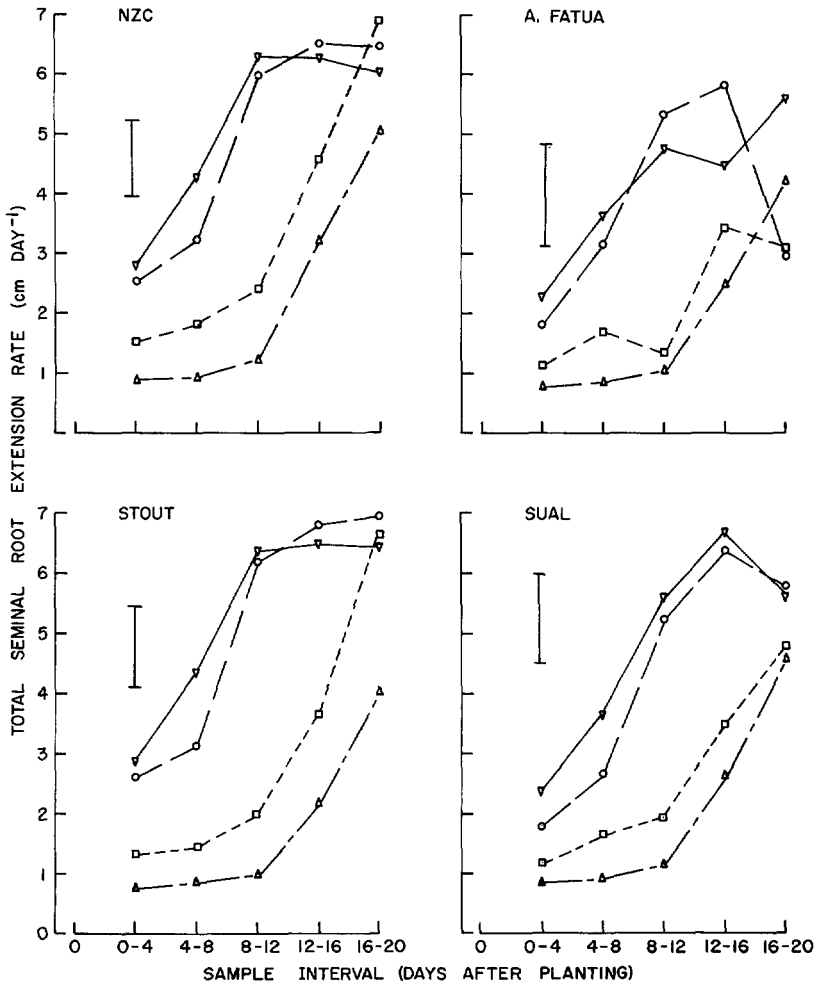 NZC
A. FATUA
7
6
5
4
3
2
1
STOUT
SUAL
7
6
5
4
3
2
1
0
TOTAL SEMINAL ROOT EXTENSION RATE (cm DAY⁻¹)
0 0-4 4-8 8-12 12-16 16-20
0 0-4 4-8 8-12 12-16 16-20
SAMPLE INTERVAL (DAYS AFTER PLANTING)